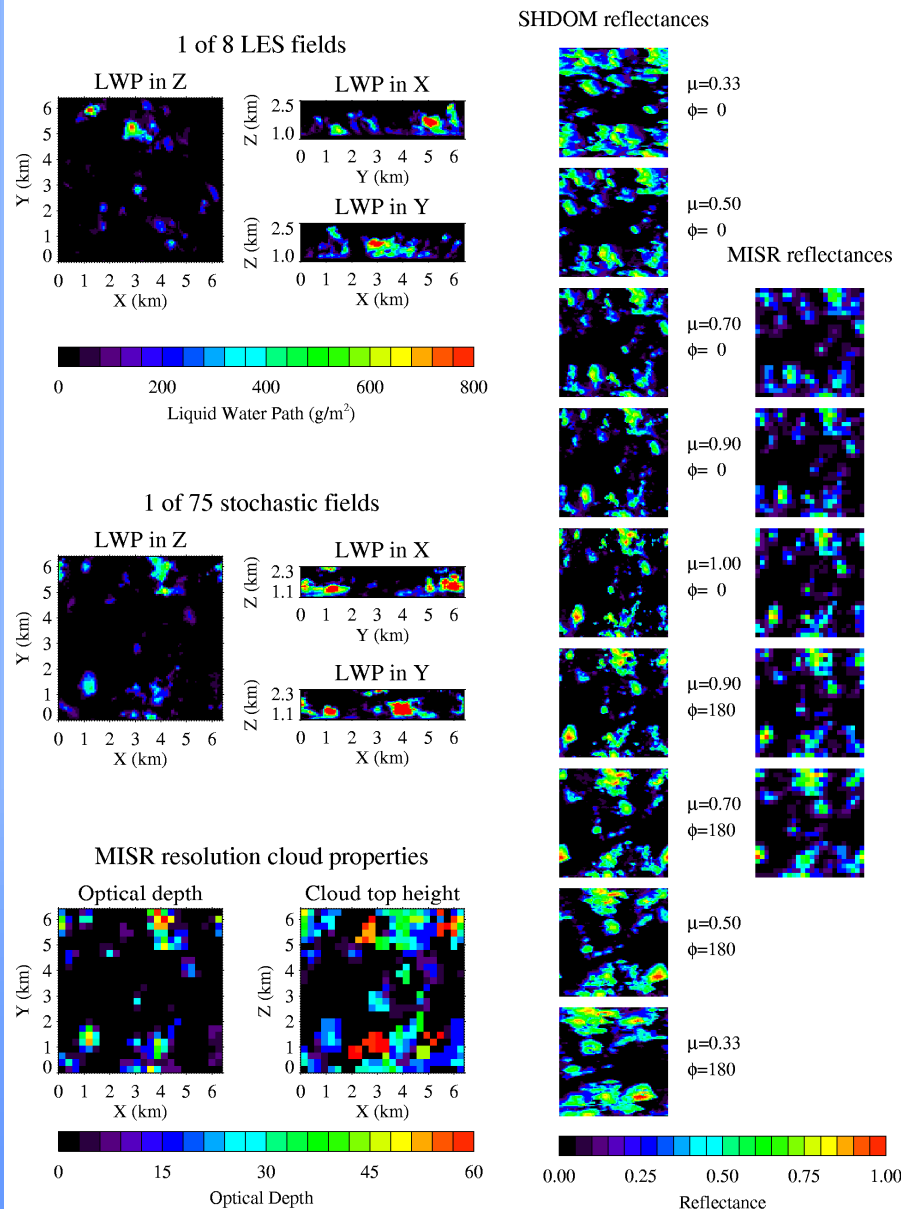 SHDOM reflectances
1 of 8 LES fields
LWP in Z
6
5
4
3
2
1
0
Y (km)
0 1 2 3 4 5 6
X (km)
LWP in X
2.5
1.0
Z (km)
0 1 2 3 4 5 6
Y (km)
LWP in Y
2.5
1.0
Z (km)
0 1 2 3 4 5 6
X (km)
0 200 400 600 800
Liquid Water Path (g/m²)
1 of 75 stochastic fields
LWP in Z
6
5
4
3
2
1
0
Y (km)
0 1 2 3 4 5 6
X (km)
LWP in X
2.3
1.1
Z (km)
0 1 2 3 4 5 6
Y (km)
LWP in Y
2.3
1.1
Z (km)
0 1 2 3 4 5 6
X (km)
MISR resolution cloud properties
Optical depth
6
5
4
3
2
1
0
Y (km)
0 1 2 3 4 5 6
X (km)
Cloud top height
6
5
4
3
2
1
0
Z (km)
0 1 2 3 4 5 6
X (km)
0 15 30 45 60
Optical Depth
μ=0.33
ϕ= 0
μ=0.50
ϕ= 0
MISR reflectances
μ=0.70
ϕ= 0
μ=0.90
ϕ= 0
μ=1.00
ϕ= 0
μ=0.90
ϕ=180
μ=0.70
ϕ=180
μ=0.50
ϕ=180
μ=0.33
ϕ=180
0.00 0.25 0.50 0.75 1.00
Reflectance